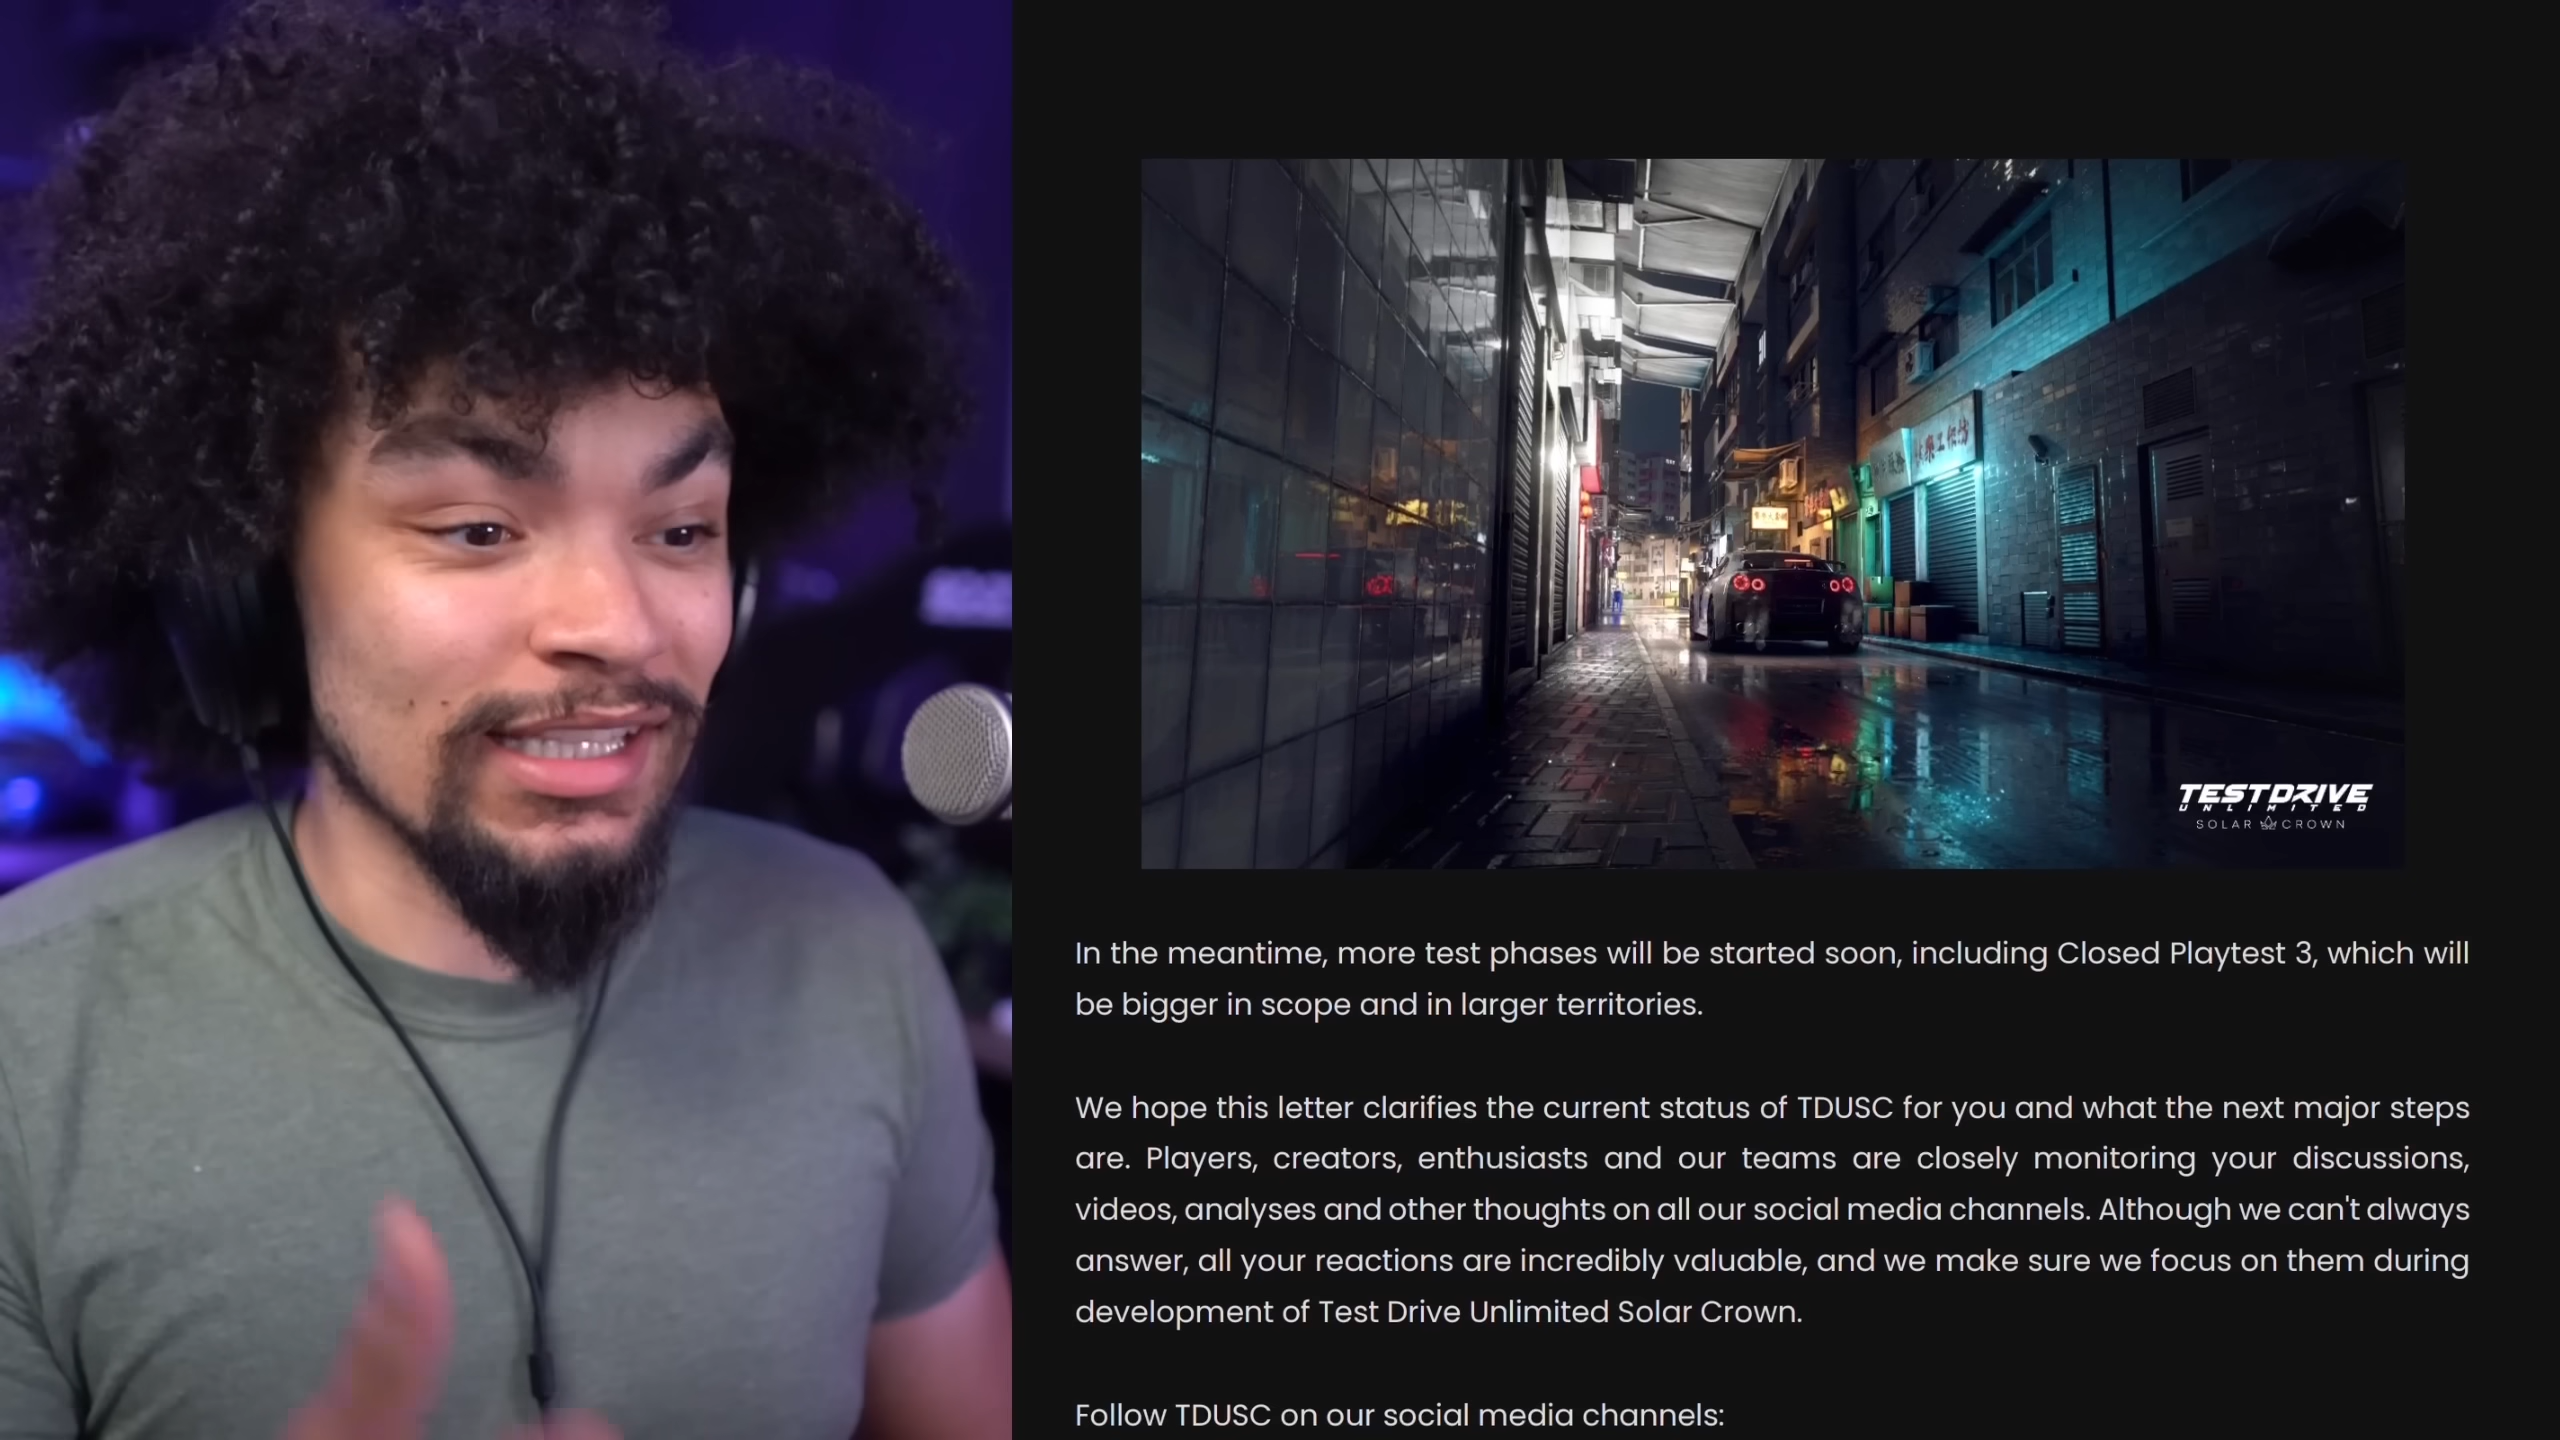 TEST DRIVE
UNLIMITED
SOLAR CROWN
In the meantime, more test phases will be started soon, including Closed Playtest 3, which will
be bigger in scope and in larger territories.
We hope this letter clarifies the current status of TDUSC for you and what the next major steps
are. Players, creators, enthusiasts and our teams are closely monitoring your discussions,
videos, analyses and other thoughts on all our social media channels. Although we can't always
answer, all your reactions are incredibly valuable, and we make sure we focus on them during
development of Test Drive Unlimited Solar Crown.
Follow TDUSC on our social media channels: